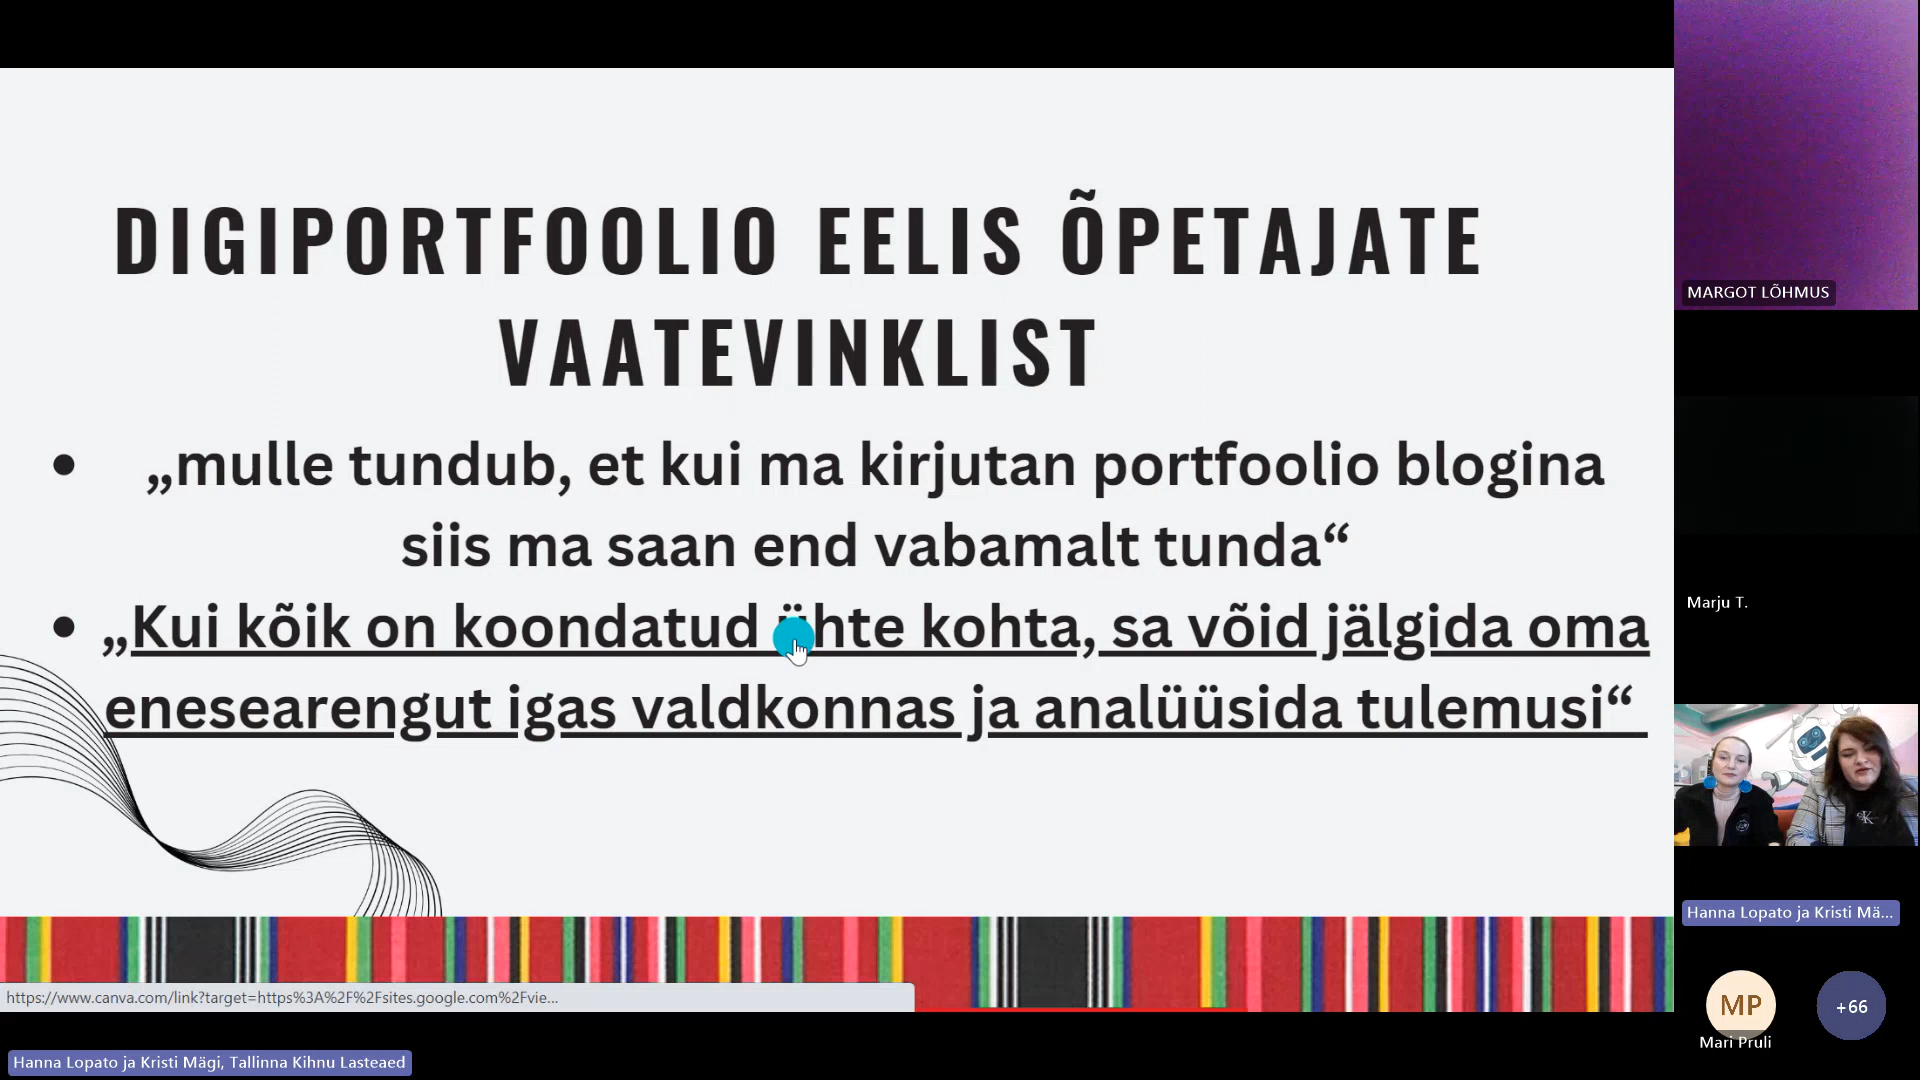 DIGIPORTFOOLIO EELIS ÕPETAJATE
VAATEVINKLIST
• „mulle tundub, et kui ma kirjutan portfoolio blogina
siis ma saan end vabamalt tunda“
• „Kui kõik on koondatud ühte kohta, sa võid jälgida oma
enesearengut igas valdkonnas ja analüüsida tulemusi“
https://www.canva.com/link?target=https%3A%2F%2Fsites.google.com%2Fvie...
Hanna Lopato ja Kristi Mägi, Tallinna Kihnu Lasteaed
MARGOT LÕHMUS
Marju T.
CK
Hanna Lopato ja Kristi Mä...
MP
+66
Mari Pruli